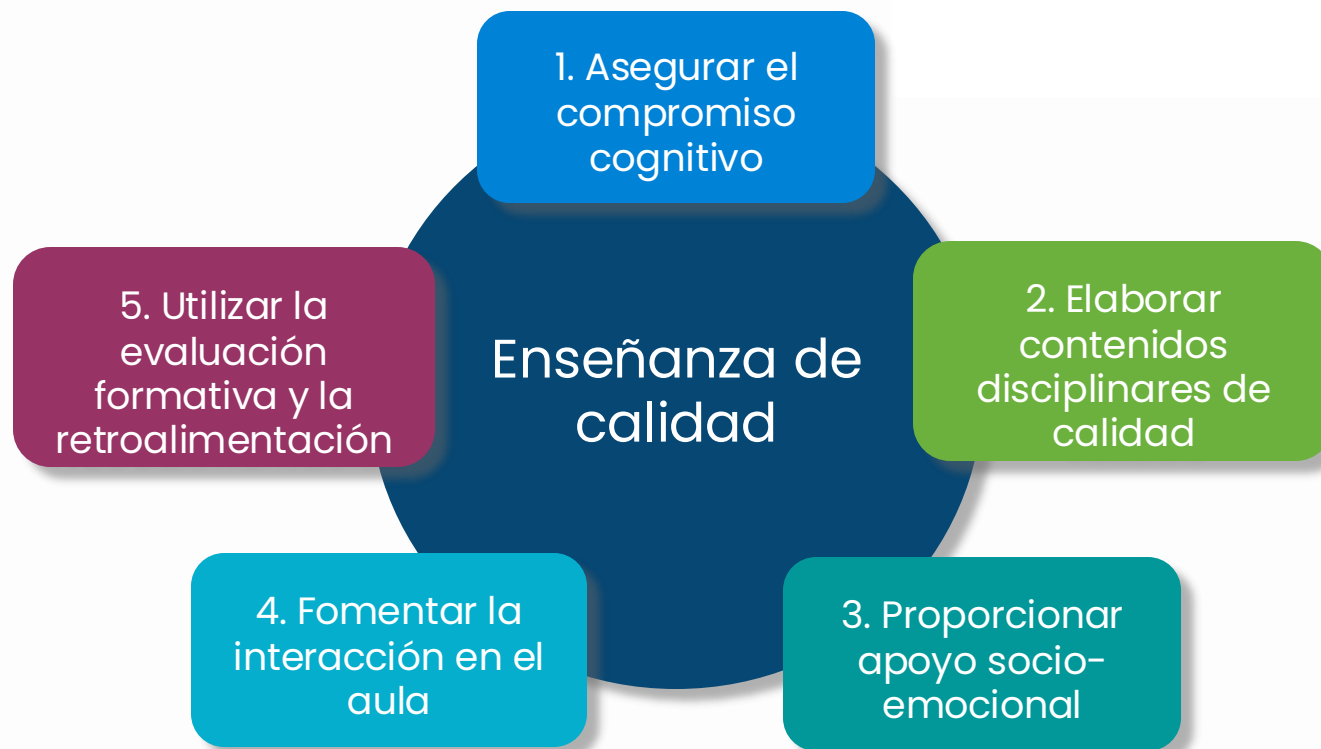 1. Asegurar el
compromiso
cognitivo
2. Elaborar
contenidos
disciplinares de
calidad
3. Proporcionar
apoyo socio-
emocional
4. Fomentar la
interacción en el
aula
5. Utilizar la
evaluación
formativa y la
retroalimentación
Enseñanza de
calidad